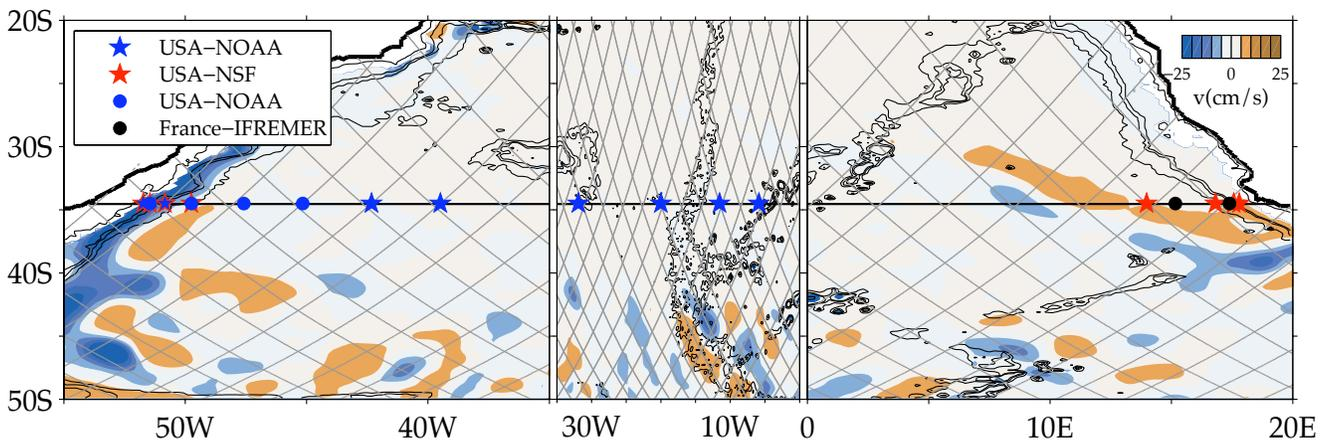 20S
30S
40S
50S
USA−NOAA
USA−NSF
USA−NOAA
France−IFREMER
-25 0 25
v(cm/s)
50W 40W 30W 10W 0 10E 20E